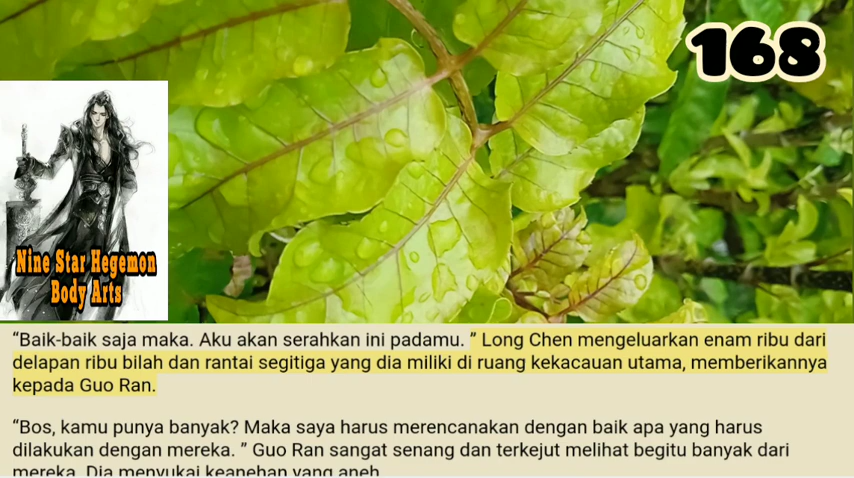 168
Nine Star Hegemon
Body Arts
“Baik-baik saja maka. Aku akan serahkan ini padamu. ” Long Chen mengeluarkan enam ribu dari
delapan ribu bilah dan rantai segitiga yang dia miliki di ruang kekacauan utama, memberikannya
kepada Guo Ran.
“Bos, kamu punya banyak? Maka saya harus merencanakan dengan baik apa yang harus
dilakukan dengan mereka. ” Guo Ran sangat senang dan terkejut melihat begitu banyak dari
mereka. Dia menyukai keanehan yang aneh